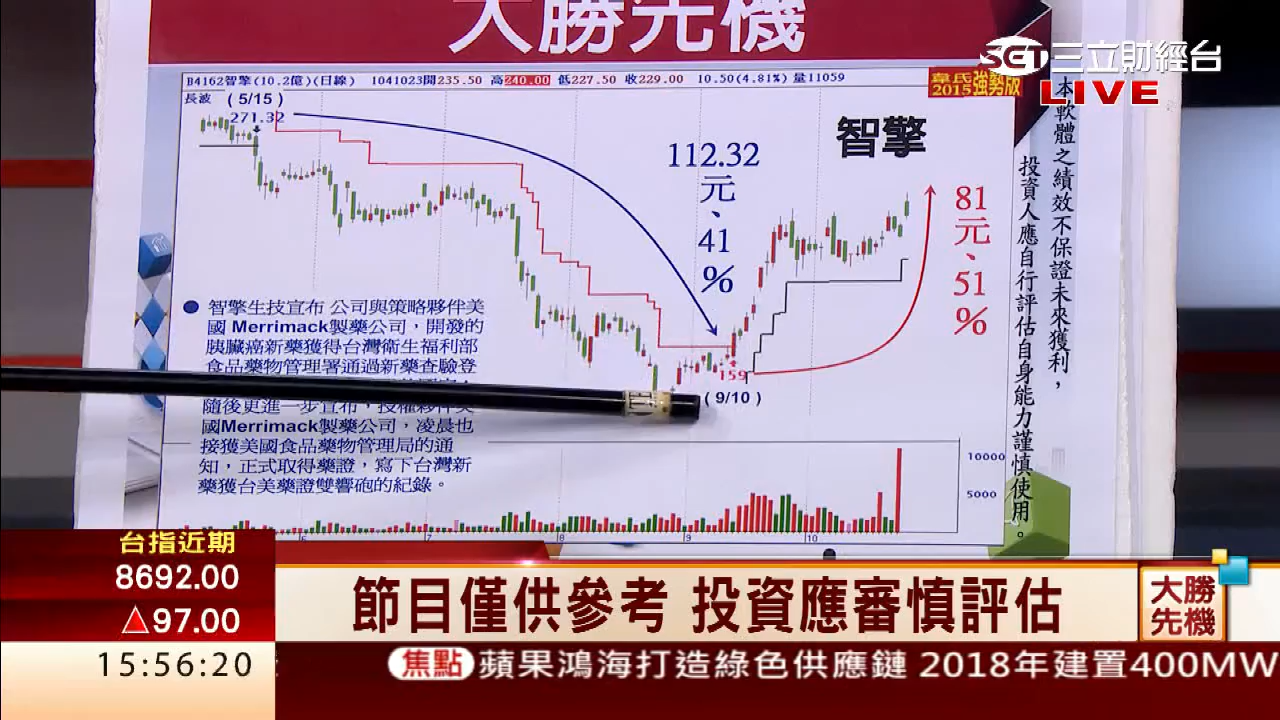 大勝先機
SET三立財經台
LIVE
B4162智擎(10.2億)(日線) 1041023開235.50 高240.00 低227.50 收229.00 10.50(4.81%) 量11059
韋氏強勢版
2015
長波 (5/15)
271.32
112.32
元、
41
%
智擎
81
元、
51
%
本軟體之績效不保證未來獲利，
投資人應自行評估自身能力謹慎使用。
● 智擎生技宣布 公司與策略夥伴美
國 Merrimack製藥公司，開發的
胰臟癌新藥獲得台灣衛生福利部
食品藥物管理署通過新藥查驗登
隨後更進一步宣布，授權夥伴美
國Merrimack製藥公司，凌晨也
接獲美國食品藥物管理局的通
知，正式取得藥證，寫下台灣新
藥獲台美藥證雙響砲的紀錄。
159
(9/10)
10000
5000
6
7
8
9
10
台指近期
8692.00
△97.00
15:56:20
節目僅供參考 投資應審慎評估
大勝
先機
焦點 蘋果鴻海打造綠色供應鏈 2018年建置400MW